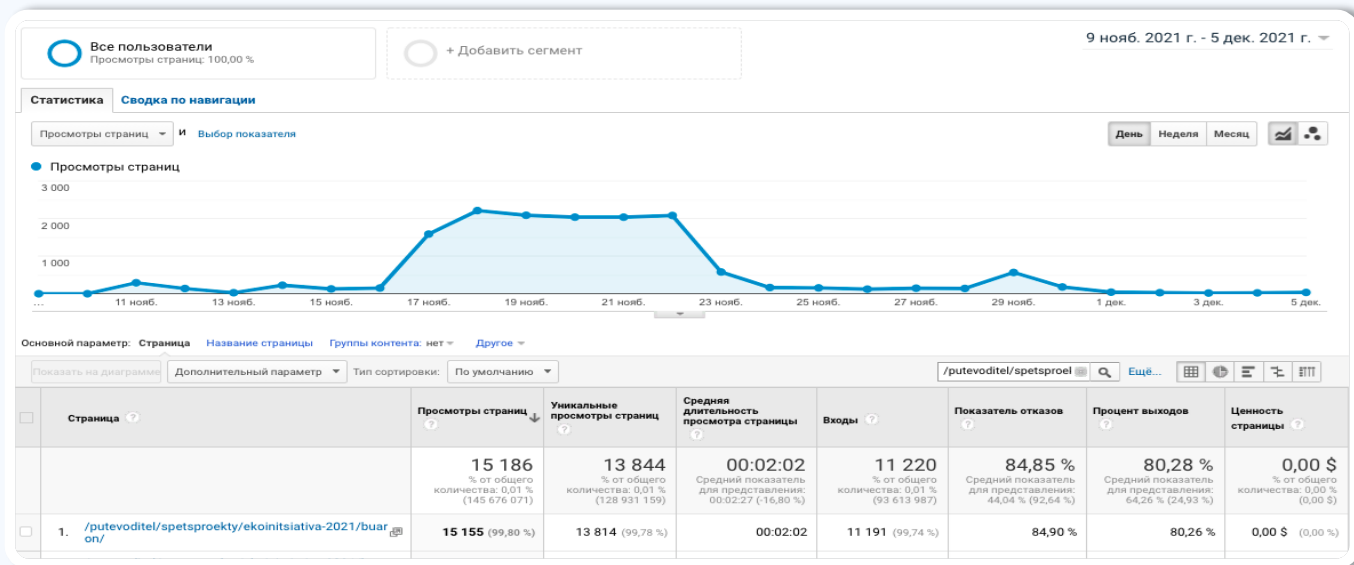 Все пользователи
Просмотры страниц: 100,00 %
+ Добавить сегмент
9 нояб. 2021 г. - 5 дек. 2021 г.
Статистика Сводка по навигации
Просмотры страниц и Выбор показателя
День Неделя Месяц
Просмотры страниц
3 000
2 000
1 000
... 11 нояб. 13 нояб. 15 нояб. 17 нояб. 19 нояб. 21 нояб. 23 нояб. 25 нояб. 27 нояб. 29 нояб. 1 дек. 3 дек. 5 дек.
Основной параметр: Страница Название страницы Группы контента: нет Другое
Показать на диаграмме Дополнительный параметр Тип сортировки: По умолчанию /putevoditel/spetsproel Ещё...
Страница ?
Просмотры страниц ?
Уникальные просмотры страниц ?
Средняя длительность просмотра страницы ?
Входы ?
Показатель отказов ?
Процент выходов ?
Ценность страницы ?
15 186
% от общего
количества: 0,01 %
(145 676 071)
13 844
% от общего
количества: 0,01 %
(128 931 159)
00:02:02
Средний показатель
для представления:
00:02:27 (-16,80 %)
11 220
% от общего
количества: 0,01 %
(93 613 987)
84,85 %
Средний показатель
для представления:
44,04 % (92,64 %)
80,28 %
Средний показатель
для представления:
64,26 % (24,93 %)
0,00 $
% от общего
количества: 0,00 %
(0,00 $)
1. /putevoditel/spetsproekty/ekoinitsiativa-2021/buar
on/
15 155 (99,80 %) 13 814 (99,78 %) 00:02:02 11 191 (99,74 %) 84,90 % 80,26 % 0,00 $ (0,00 %)